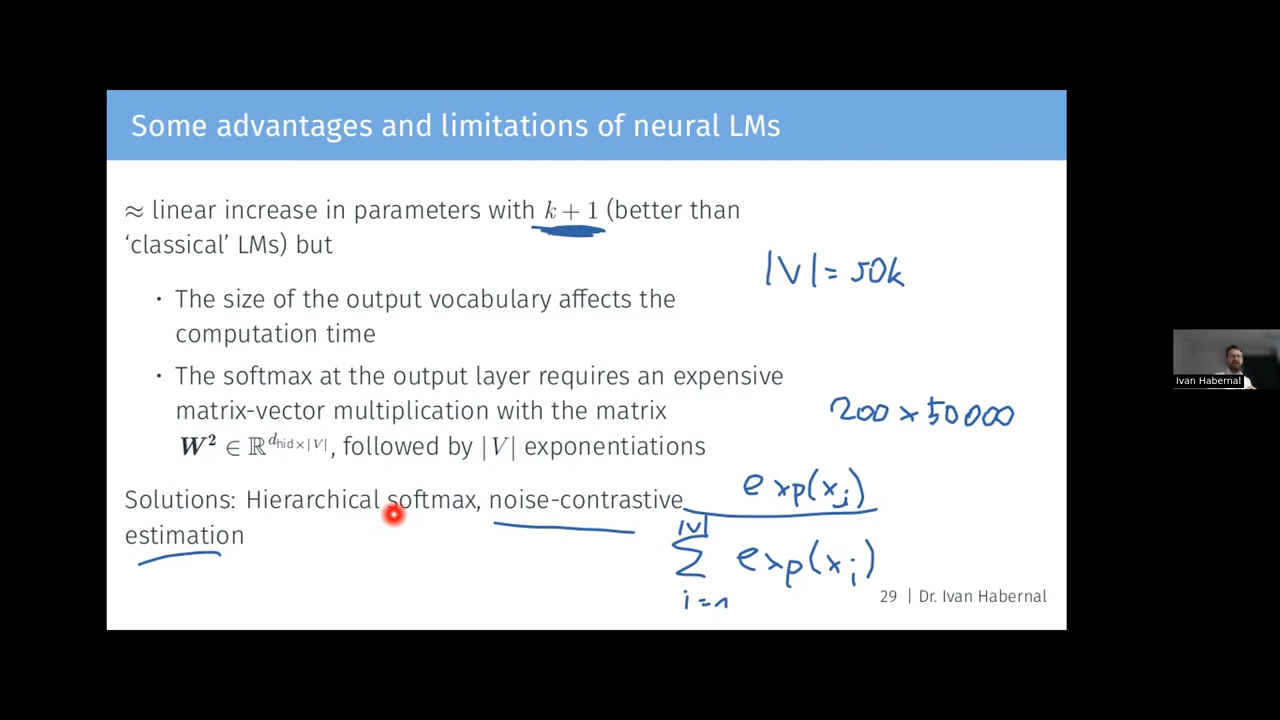 Some advantages and limitations of neural LMs
≈ linear increase in parameters with k + 1 (better than
‘classical’ LMs) but
|V| = 50k
· The size of the output vocabulary affects the
computation time
· The softmax at the output layer requires an expensive
matrix-vector multiplication with the matrix
200 × 50000
W² ∈ ℝ^{d_hid×|V|}, followed by |V| exponentiations
Solutions: Hierarchical softmax, noise-contrastive
estimation
exp(x_j)
|V|
∑ exp(x_i)
i=1
29 | Dr. Ivan Habernal
Ivan Habernal